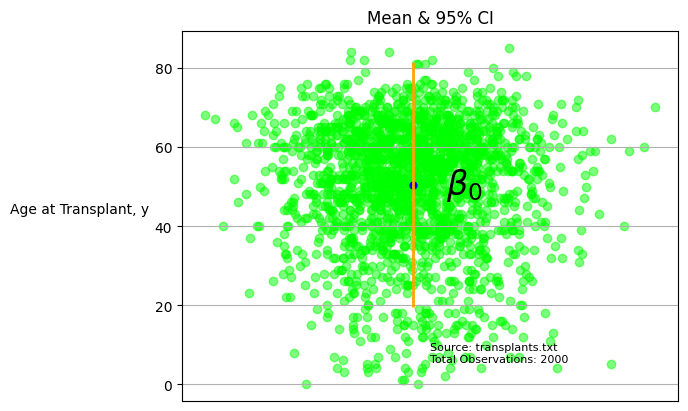 Mean & 95% CI
80
60
β0
Age at Transplant, y
40
20
Source: transplants.txt
Total Observations: 2000
0